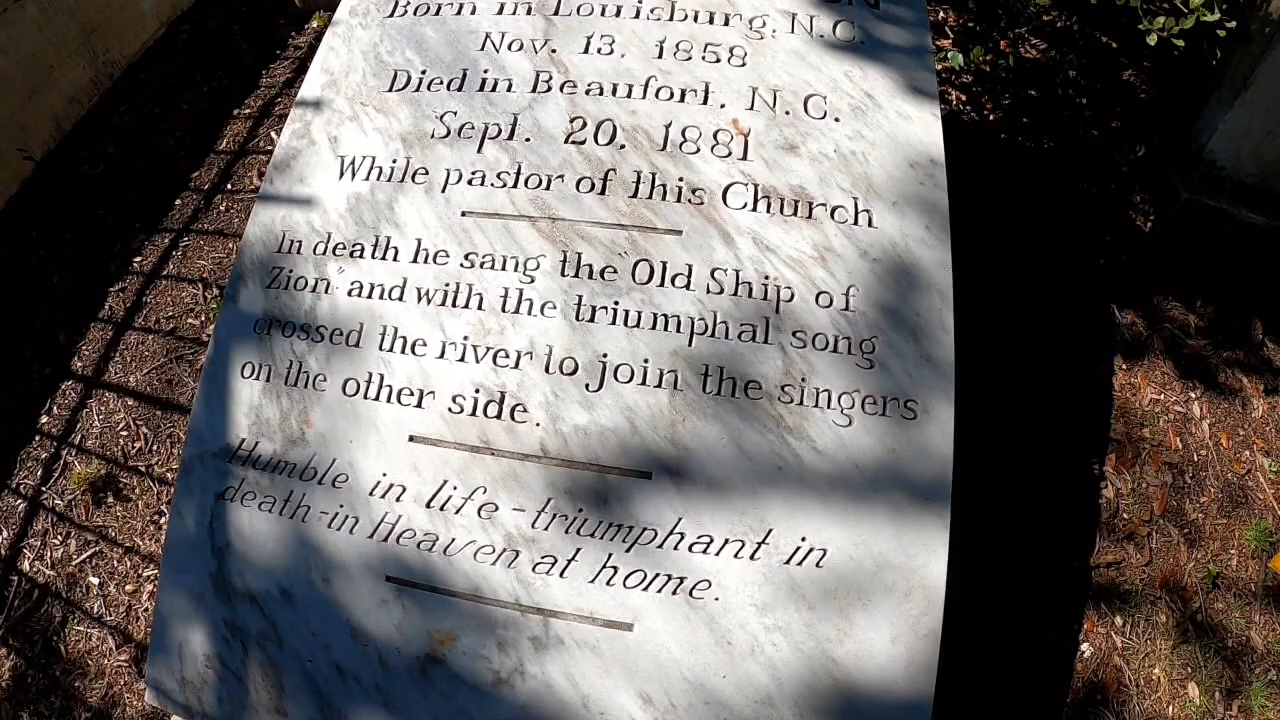 Born in Louisburg, N.C.
Nov. 13, 1858
Died in Beaufort, N.C.
Sept. 20, 1881
While pastor of this Church
In death he sang the "Old Ship of
Zion" and with the triumphal song
crossed the river to join the singers
on the other side.
Humble in life - triumphant in
death - in Heaven at home.